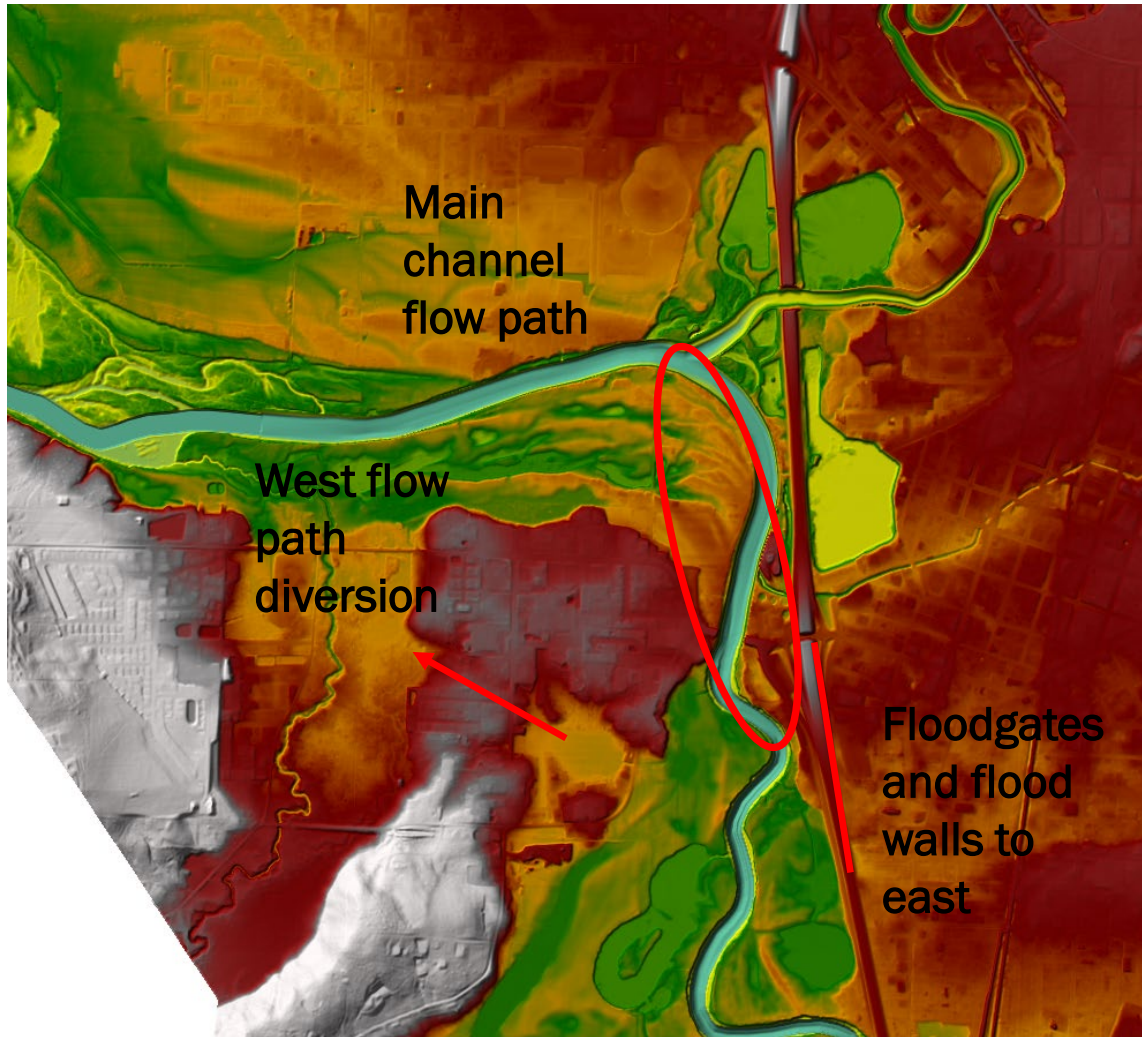 Main
channel
flow path
West flow
path
diversion
Floodgates
and flood
walls to
east